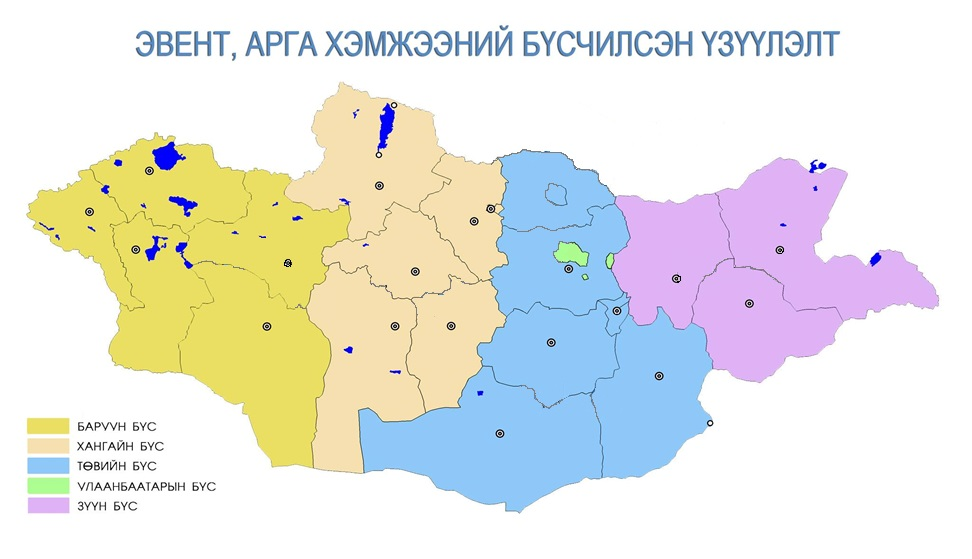 ЭВЕНТ, АРГА ХЭМЖЭЭНИЙ БҮСЧИЛСЭН ҮЗҮҮЛЭЛТ
БАРУУН БҮС
ХАНГАЙН БҮС
ТӨВИЙН БҮС
УЛААНБААТАРЫН БҮС
ЗҮҮН БҮС